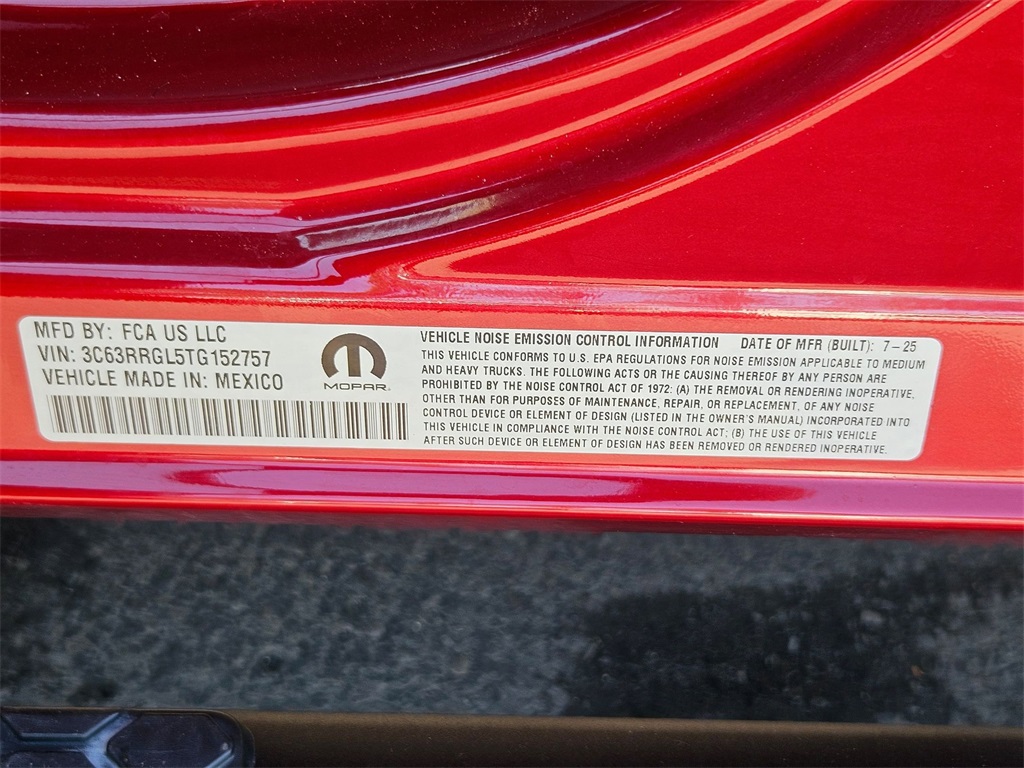 MFD BY: FCA US LLC
VIN: 3C63RRGL5TG152757
VEHICLE MADE IN: MEXICO
MOPAR®
VEHICLE NOISE EMISSION CONTROL INFORMATION DATE OF MFR (BUILT): 7-25
THIS VEHICLE CONFORMS TO U.S. EPA REGULATIONS FOR NOISE EMISSION APPLICABLE TO MEDIUM
AND HEAVY TRUCKS. THE FOLLOWING ACTS OR THE CAUSING THEREOF BY ANY PERSON ARE
PROHIBITED BY THE NOISE CONTROL ACT OF 1972: (A) THE REMOVAL OR RENDERING INOPERATIVE,
OTHER THAN FOR PURPOSES OF MAINTENANCE, REPAIR, OR REPLACEMENT, OF ANY NOISE
CONTROL DEVICE OR ELEMENT OF DESIGN (LISTED IN THE OWNER'S MANUAL) INCORPORATED INTO
THIS VEHICLE IN COMPLIANCE WITH THE NOISE CONTROL ACT; (B) THE USE OF THIS VEHICLE
AFTER SUCH DEVICE OR ELEMENT OF DESIGN HAS BEEN REMOVED OR RENDERED INOPERATIVE.